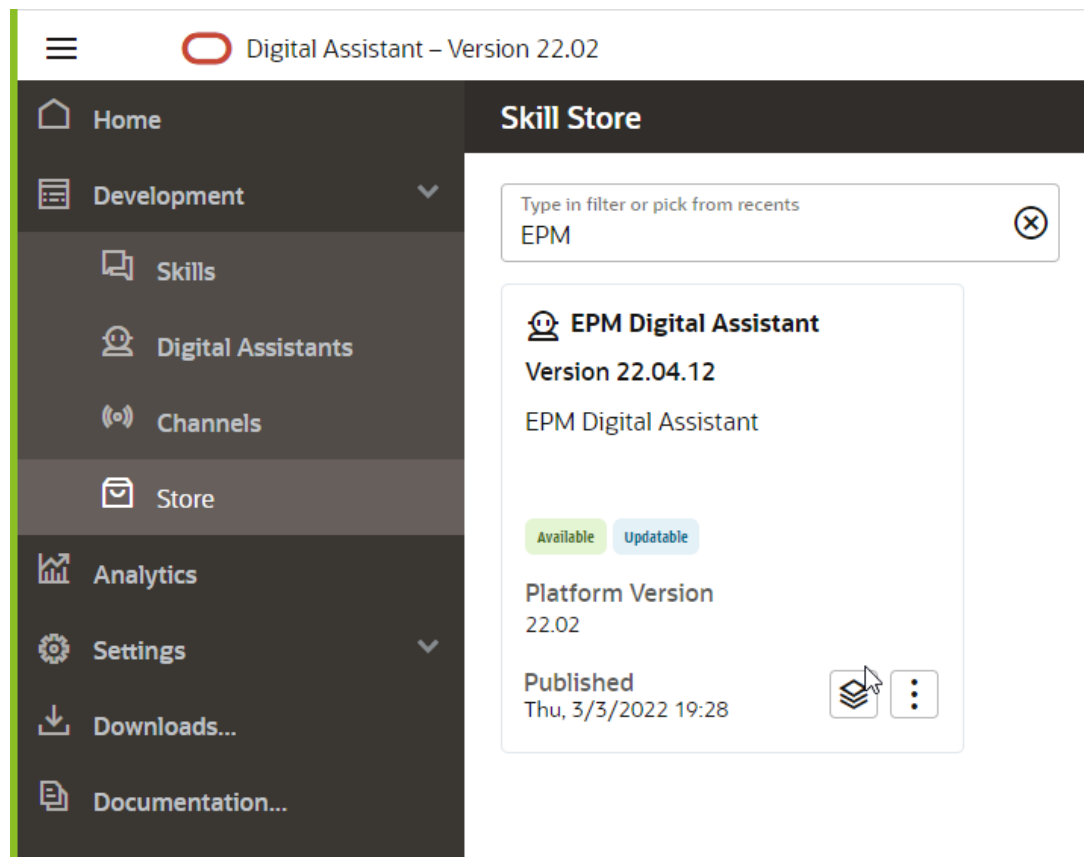 Digital Assistant – Version 22.02
Home
Development
Skills
Digital Assistants
Channels
Store
Analytics
Settings
Downloads...
Documentation...
Skill Store
Type in filter or pick from recents
EPM
EPM Digital Assistant
Version 22.04.12
EPM Digital Assistant
Available Updatable
Platform Version
22.02
Published
Thu, 3/3/2022 19:28